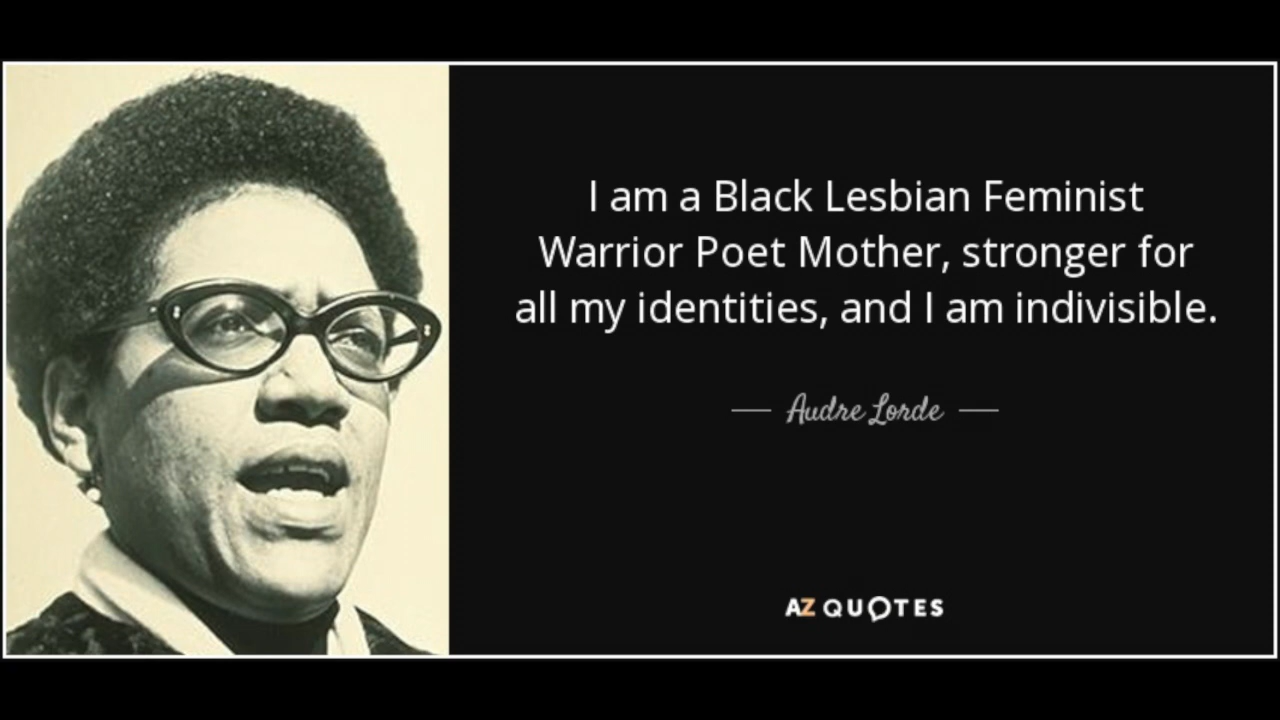 I am a Black Lesbian Feminist
Warrior Poet Mother, stronger for
all my identities, and I am indivisible.
Audre Lorde
AZ QUOTES